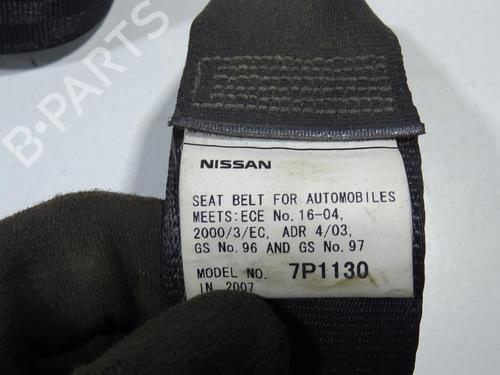 B-PARTS
NISSAN
SEAT BELT FOR AUTOMOBILES
MEETS:ECE No. 16-04,
2000/3/EC, ADR 4/03,
GS No. 96 AND GS No. 97
MODEL NO. 7P1130
IN 2007